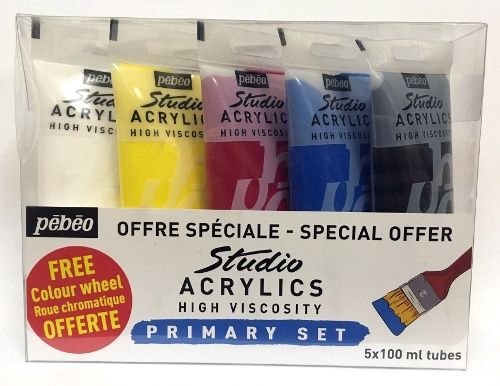 pébéo
Studio
ACRYLICS
HIGH VISCOSITY
pébéo
Studio
ACRYLICS
HIGH VISCOSITY
pébéo
Studio
ACRYLICS
HIGH VISCOSITY
pébéo
Studio
ACRYLICS
HIGH VISCOSITY
pébéo
Studio
ACRYLICS
HIGH VISCOSITY
pébéo
OFFRE SPÉCIALE - SPECIAL OFFER
Studio
ACRYLICS
HIGH VISCOSITY
PRIMARY SET
FREE
Colour wheel
Roue chromatique
OFFERTE
2
5x100 ml tubes